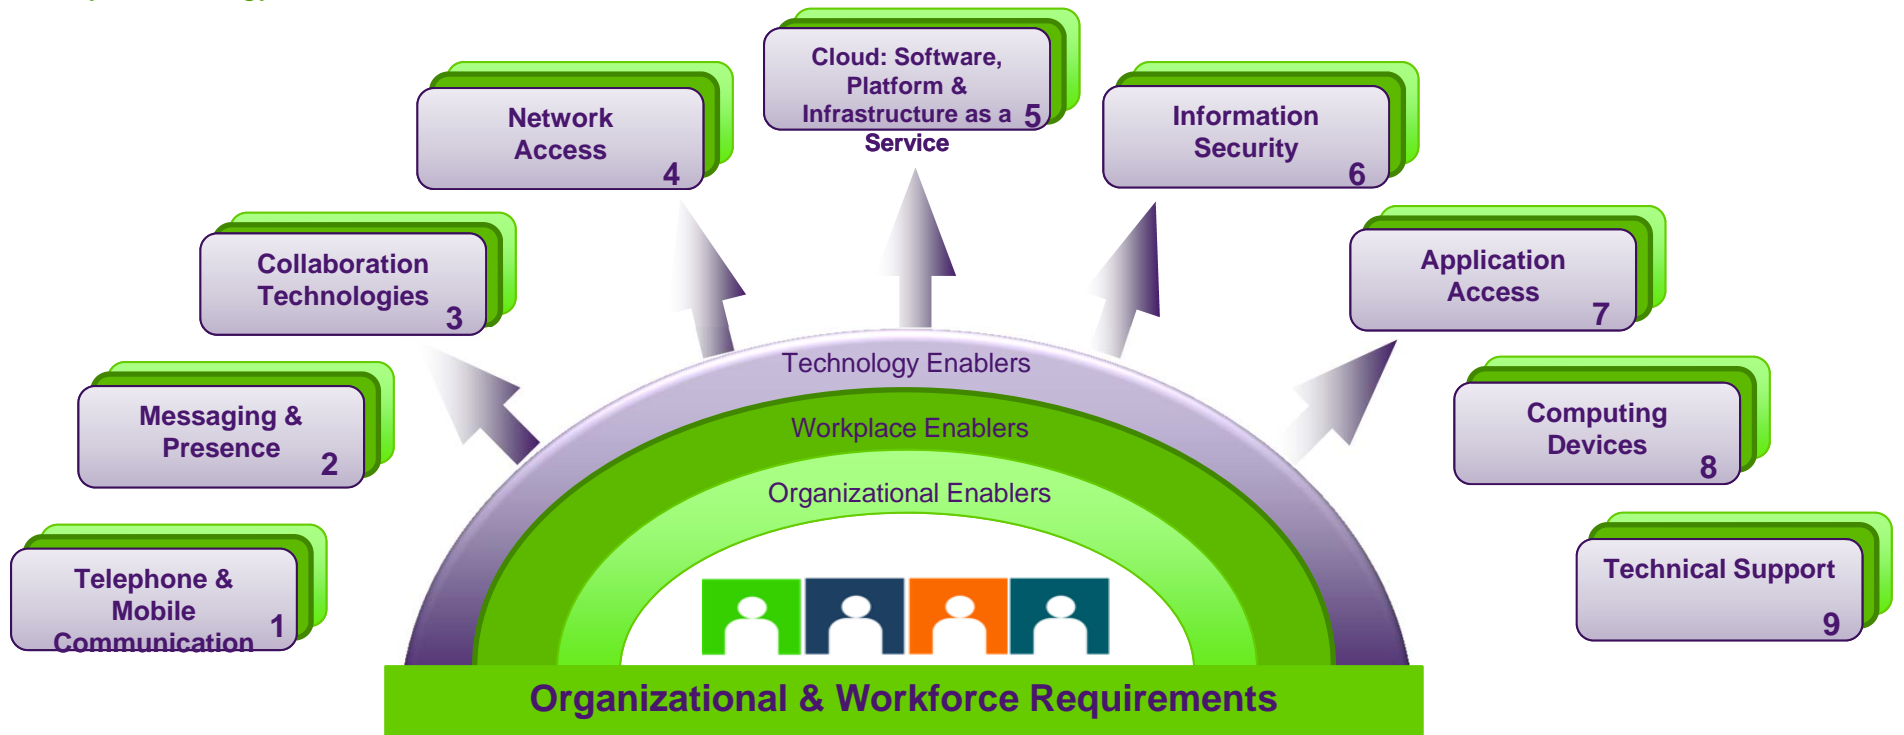 Cloud: Software,
Platform &
Infrastructure as a
Service
5
Network
Access
4
Information
Security
6
Collaboration
Technologies
3
Application
Access
7
Messaging &
Presence
2
Computing
Devices
8
Telephone &
Mobile
Communication
1
Technical Support
9
Technology Enablers
Workplace Enablers
Organizational Enablers
Organizational & Workforce Requirements